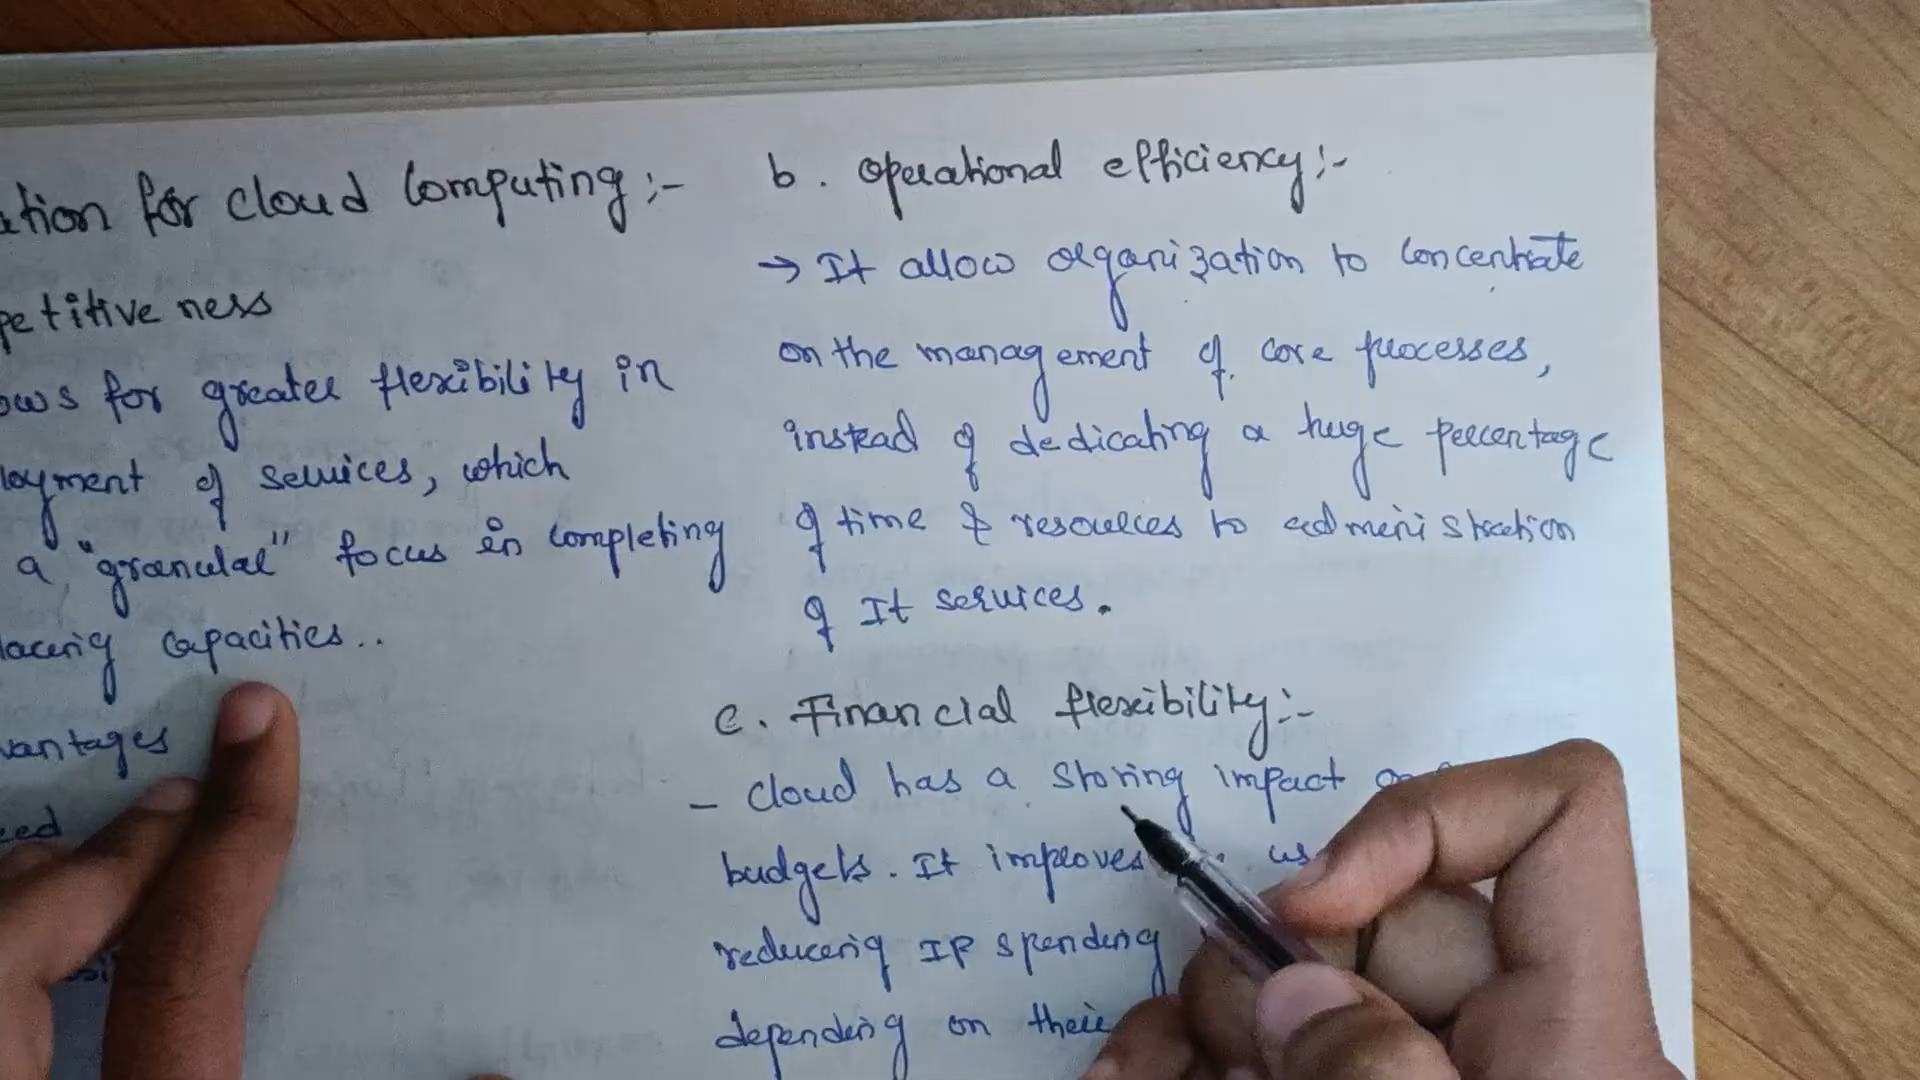 ation for cloud Computing :-
petitive ness
ows for greater flexibility in
loyment of services, which
a "granular" focus in completing
lacing capacities..
vantages
eed
b. Operational efficiency :-
→ It allow organization to Concentrate
on the management of core processes,
instead of dedicating a huge percentage
of time & resources to administration
of It services.
c. Financial flexibility :-
- Cloud has a storing impact
budgets. It improves us
reducing IP spending
depending on their